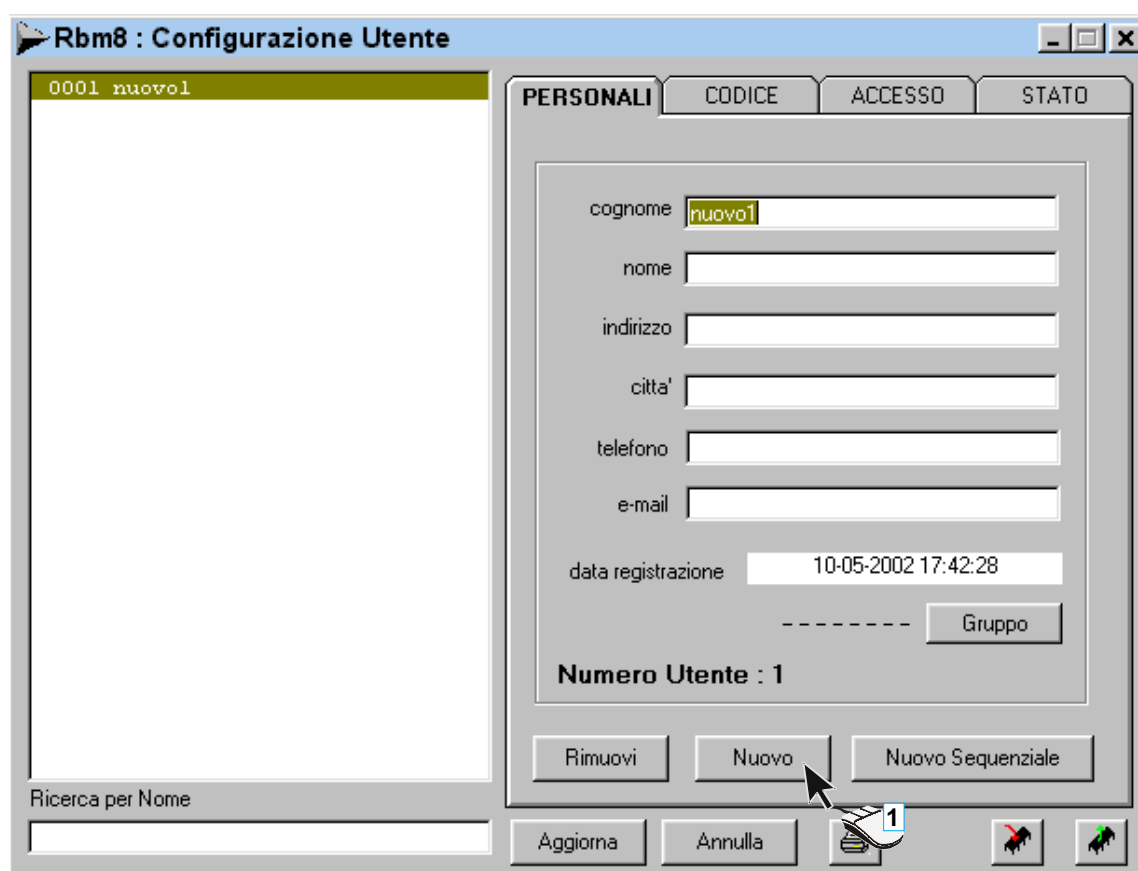 Rbm8 : Configurazione Utente
0001 nuovo1
PERSONALI CODICE ACCESSO STATO
cognome nuovo1
nome
indirizzo
citta'
telefono
e-mail
data registrazione 10-05-2002 17:42:28
- - - - - - - - Gruppo
Numero Utente : 1
Rimuovi Nuovo Nuovo Sequenziale
Ricerca per Nome
1
Aggiorna Annulla